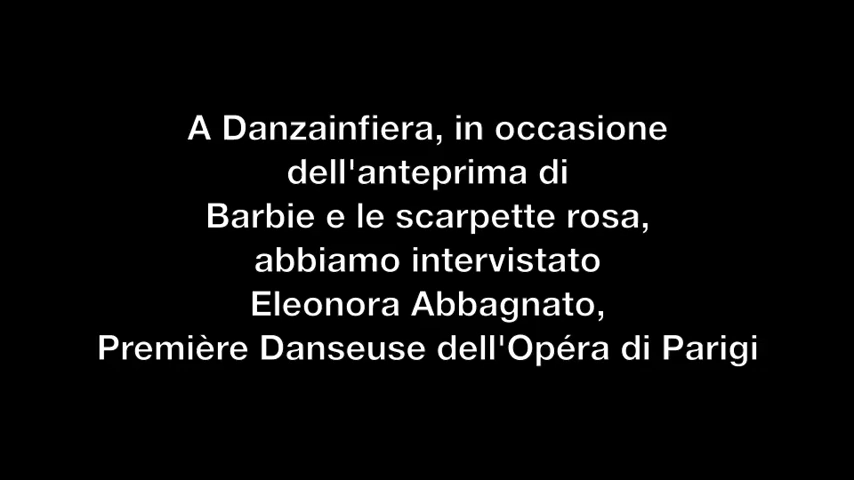 A Danzainfiera, in occasione
dell'anteprima di
Barbie e le scarpette rosa,
abbiamo intervistato
Eleonora Abbagnato,
Première Danseuse dell'Opéra di Parigi